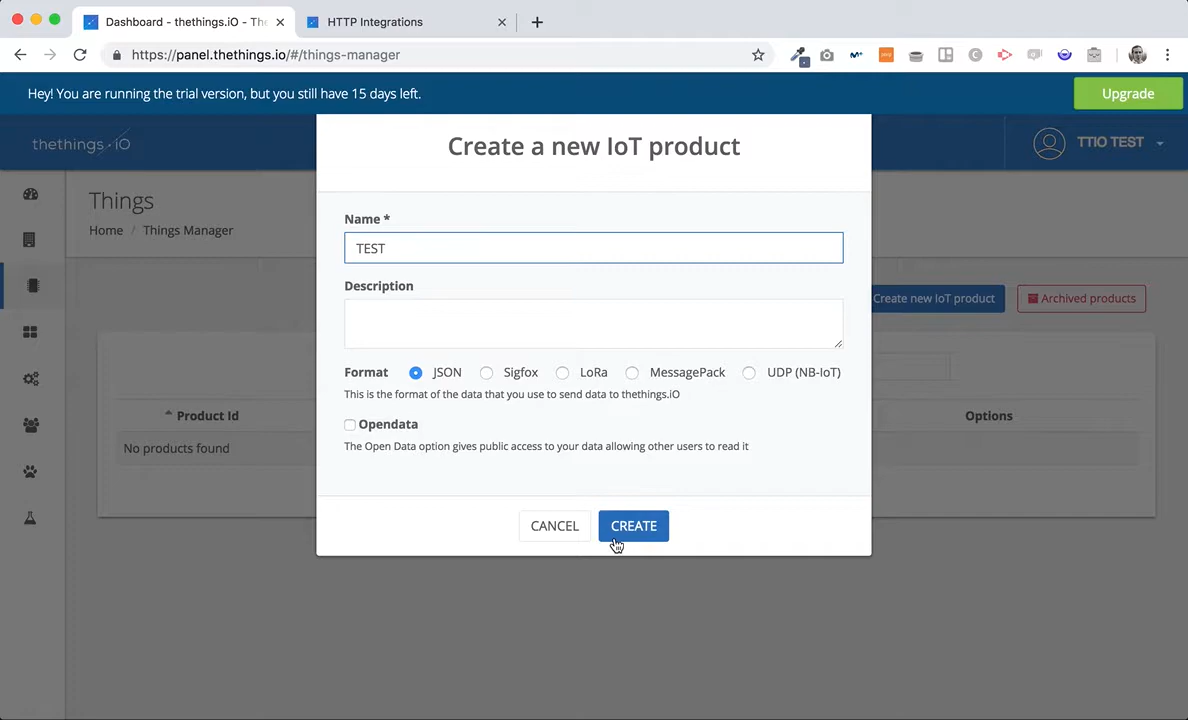 Dashboard - thethings.iO - Th
HTTP Integrations
https://panel.thethings.io/#/things-manager
Hey! You are running the trial version, but you still have 15 days left.
Upgrade
thethings.iO
TTIO TEST
Create a new IoT product
Things
Home / Things Manager
Name *
TEST
Description
Create new IoT product
Archived products
Format JSON Sigfox LoRa MessagePack UDP (NB-IoT)
This is the format of the data that you use to send data to thethings.iO
Product Id
Options
Opendata
The Open Data option gives public access to your data allowing other users to read it
No products found
CANCEL
CREATE